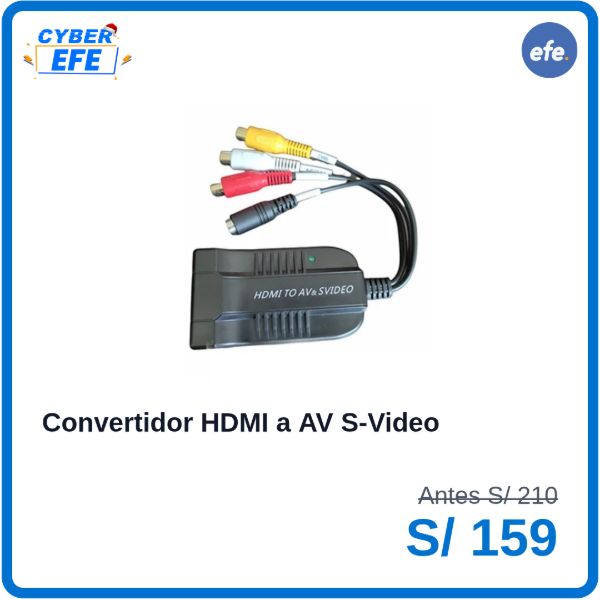 CYBER
EFE
efe.
HDMI TO AV& SVIDEO
Convertidor HDMI a AV S-Video
Antes S/ 210
S/ 159